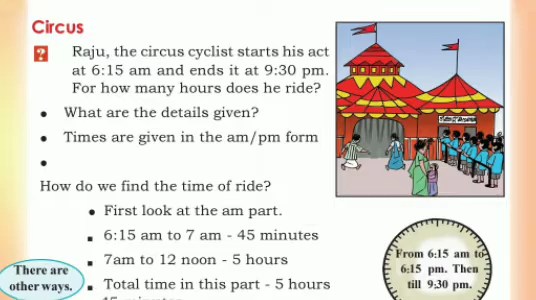 Circus
? Raju, the circus cyclist starts his act
at 6:15 am and ends it at 9:30 pm.
For how many hours does he ride?
• What are the details given?
• Times are given in the am/pm form
•
How do we find the time of ride?
• First look at the am part.
▪ 6:15 am to 7 am - 45 minutes
▪ 7am to 12 noon - 5 hours
▪ Total time in this part - 5 hours
There are
other ways.
From 6:15 am to
6:15 pm. Then
till 9:30 pm.